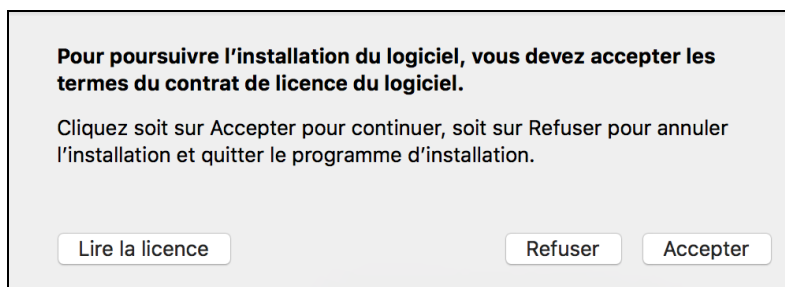 Pour poursuivre l’installation du logiciel, vous devez accepter les
termes du contrat de licence du logiciel.
Cliquez soit sur Accepter pour continuer, soit sur Refuser pour annuler
l’installation et quitter le programme d’installation.
Lire la licence
Refuser
Accepter